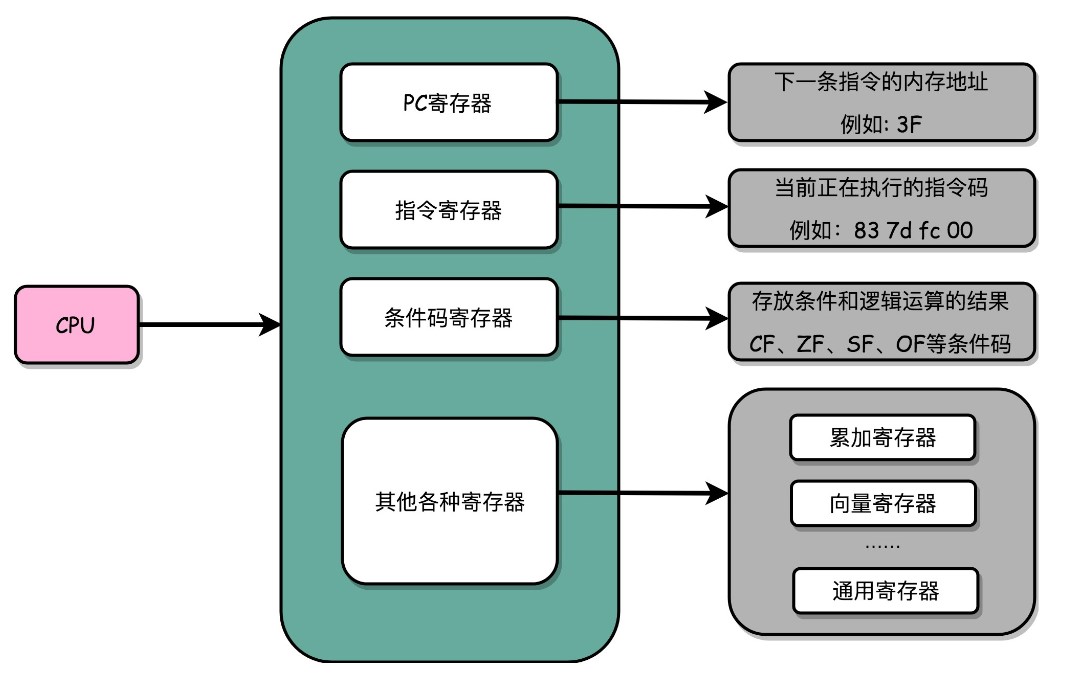 CPU
PC寄存器
下一条指令的内存地址
例如: 3F
指令寄存器
当前正在执行的指令码
例如：83 7d fc 00
条件码寄存器
存放条件和逻辑运算的结果
CF、ZF、SF、OF等条件码
其他各种寄存器
累加寄存器
向量寄存器
......
通用寄存器